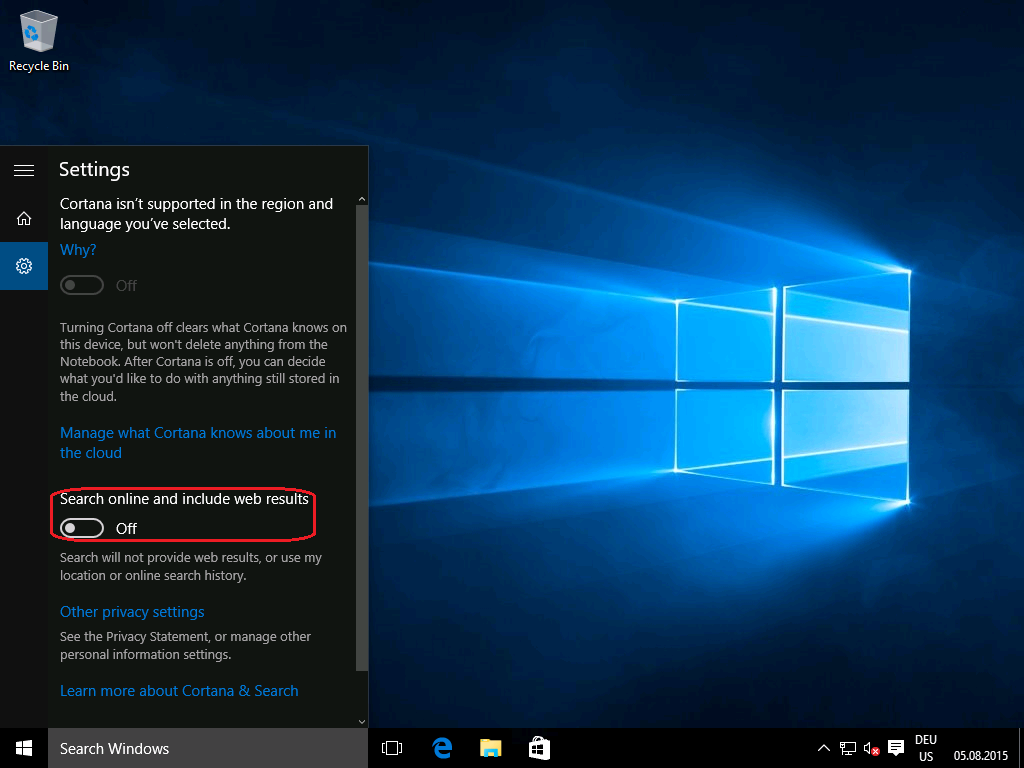 Recycle Bin
Settings
Cortana isn't supported in the region and
language you've selected.
Why?
Off
Turning Cortana off clears what Cortana knows on
this device, but won't delete anything from the
Notebook. After Cortana is off, you can decide
what you'd like to do with anything still stored in
the cloud.
Manage what Cortana knows about me in
the cloud
Search online and include web results
Off
Search will not provide web results, or use my
location or online search history.
Other privacy settings
See the Privacy Statement, or manage other
personal information settings.
Learn more about Cortana & Search
Search Windows
DEU
US
05.08.2015